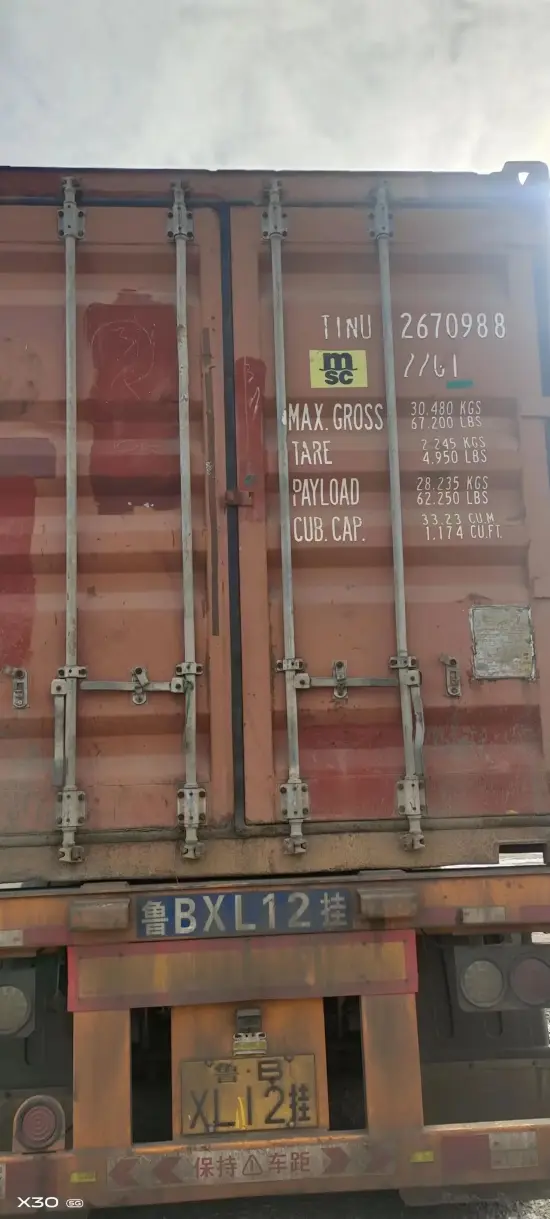 TINU 2670988
msc
MAX. GROSS 30.480 KGS
67.200 LBS
TARE 2.245 KGS
4.950 LBS
PAYLOAD 28.235 KGS
62.250 LBS
CUB. CAP. 33.23 CU.M
1.174 CU.FT.
鲁BXL12挂
鲁·B
XL12挂
保持 车距
X30 5G